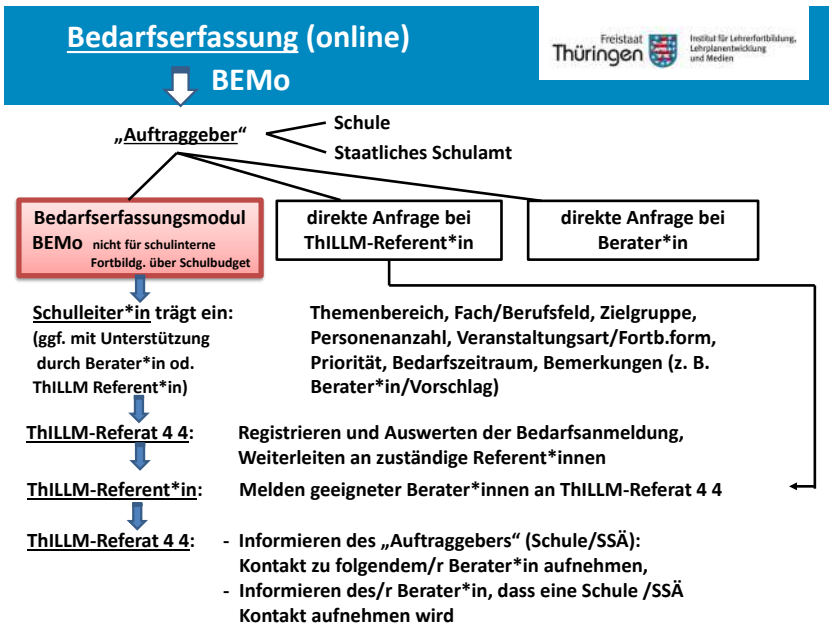 Bedarfserfassung (online)
BEMo
Freistaat
Thüringen
Institut für Lehrerfortbildung,
Lehrplanentwicklung
und Medien
„Auftraggeber“
Schule
Staatliches Schulamt
Bedarfserfassungsmodul
BEMo nicht für schulinterne
Fortbildg. über Schulbudget
direkte Anfrage bei
ThILLM-Referent*in
direkte Anfrage bei
Berater*in
Schulleiter*in trägt ein:
(ggf. mit Unterstützung
durch Berater*in od.
ThILLM Referent*in)
Themenbereich, Fach/Berufsfeld, Zielgruppe,
Personenanzahl, Veranstaltungsart/Fortb.form,
Priorität, Bedarfszeitraum, Bemerkungen (z. B.
Berater*in/Vorschlag)
ThILLM-Referat 4 4: Registrieren und Auswerten der Bedarfsanmeldung,
Weiterleiten an zuständige Referent*innen
ThILLM-Referent*in: Melden geeigneter Berater*innen an ThILLM-Referat 4 4
ThILLM-Referat 4 4: - Informieren des „Auftraggebers“ (Schule/SSÄ):
Kontakt zu folgendem/r Berater*in aufnehmen,
- Informieren des/r Berater*in, dass eine Schule /SSÄ
Kontakt aufnehmen wird